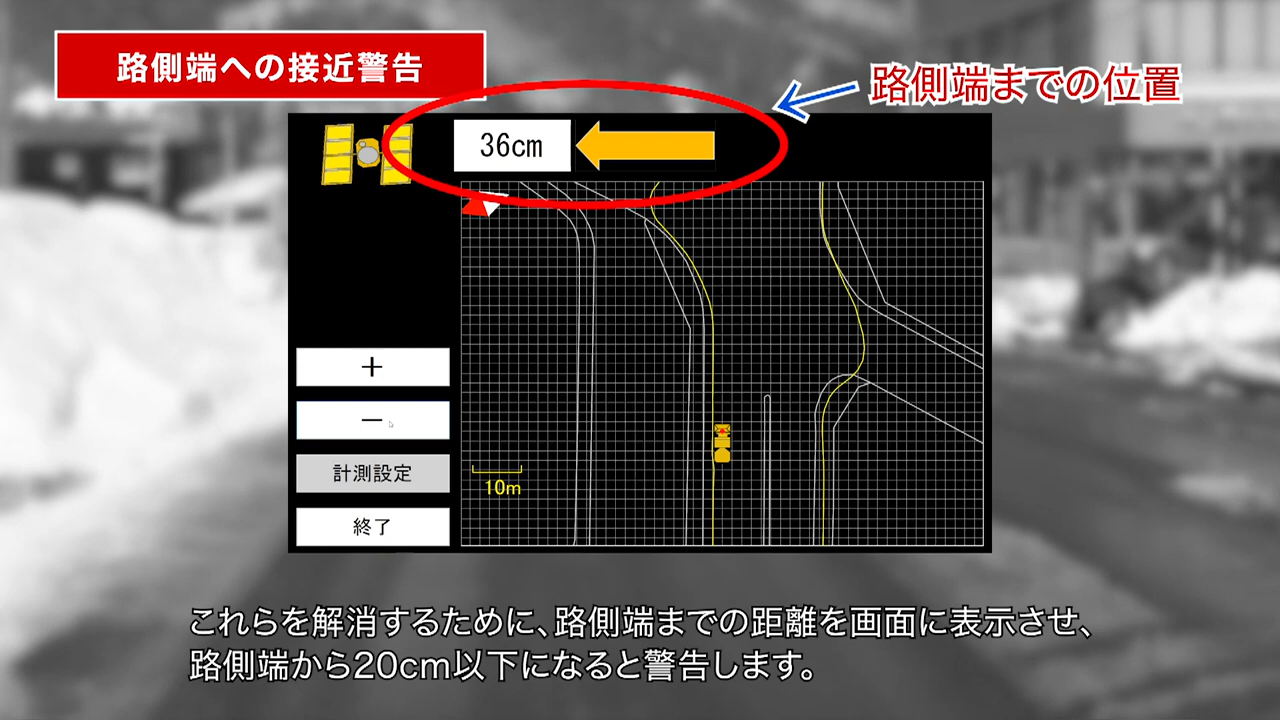 路側端への接近警告
路側端までの位置
36cm
+
−
計測設定
終了
10m
これらを解消するために、路側端までの距離を画面に表示させ、
路側端から20cm以下になると警告します。